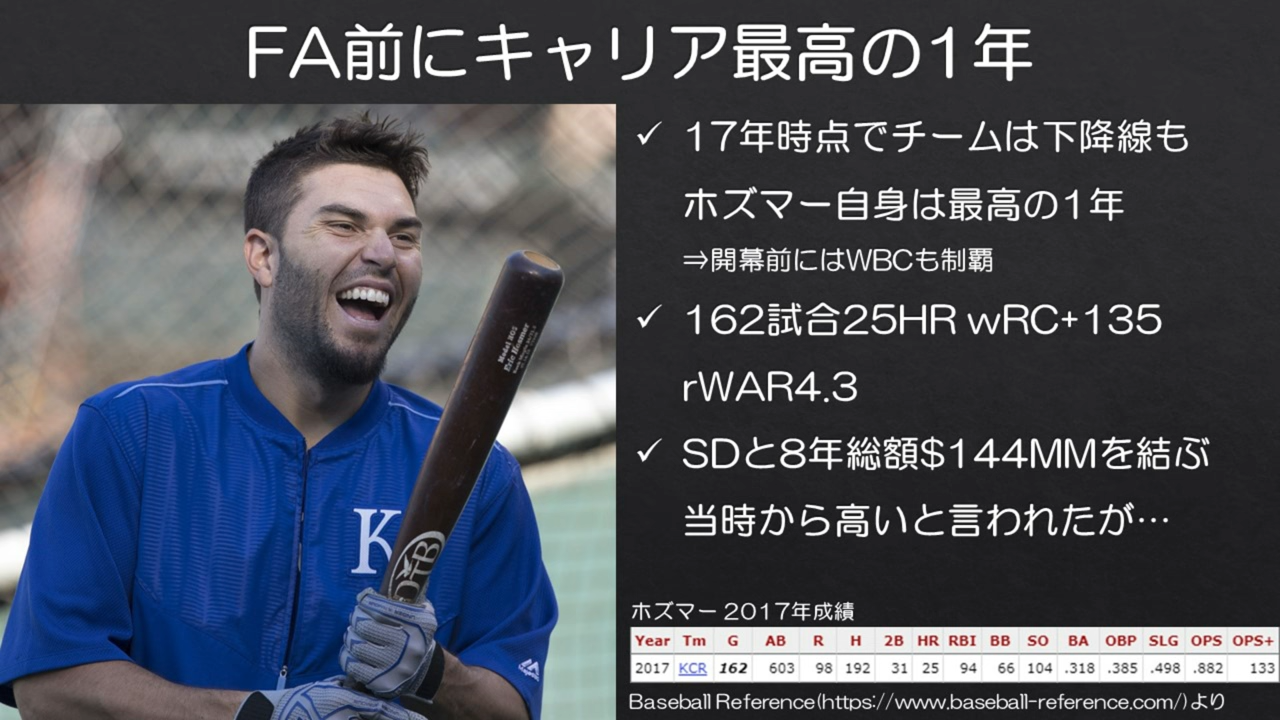 FA前にキャリア最高の1年
✓ 17年時点でチームは下降線も
ホズマー自身は最高の1年
⇒開幕前にはWBCも制覇
✓ 162試合25HR wRC+135
rWAR4.3
✓ SDと8年総額$144MMを結ぶ
当時から高いと言われたが…
K
ホズマー 2017年成績
Year Tm G AB R H 2B HR RBI BB SO BA OBP SLG OPS OPS+
2017 KCR 162 603 98 192 31 25 94 66 104 .318 .385 .498 .882 133
Baseball Reference(https://www.baseball-reference.com/)より